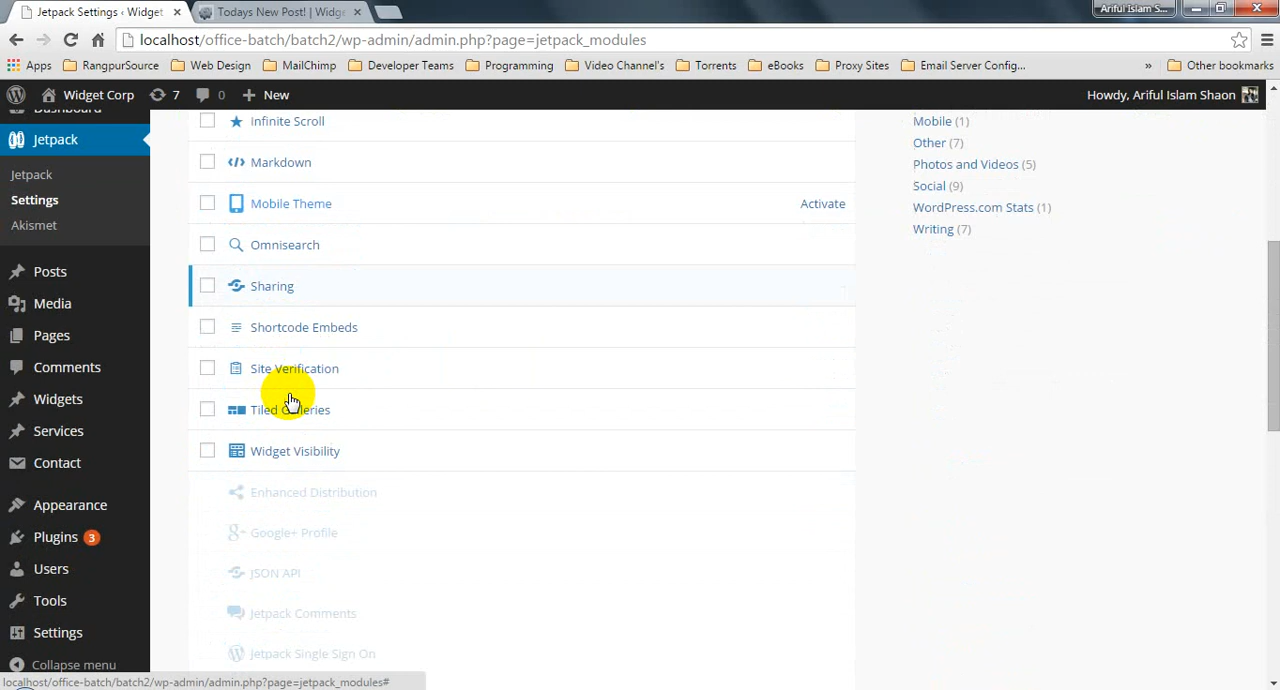 Jetpack Settings ‹ Widget
Todays New Post! | Widge
Ariful Islam S...
localhost/office-batch/batch2/wp-admin/admin.php?page=jetpack_modules
Apps RangpurSource Web Design MailChimp Developer Teams Programming Video Channel's Torrents eBooks Proxy Sites Email Server Config... » Other bookmarks
Widget Corp 7 0 + New Howdy, Ariful Islam Shaon
Dashboard
Jetpack
Jetpack
Settings
Akismet
Posts
Media
Pages
Comments
Widgets
Services
Contact
Appearance
Plugins 3
Users
Tools
Settings
Collapse menu
Infinite Scroll
Markdown
Mobile Theme Activate
Omnisearch
Sharing
Shortcode Embeds
Site Verification
Tiled Galleries
Widget Visibility
Enhanced Distribution
Google+ Profile
JSON API
Jetpack Comments
Jetpack Single Sign On
Mobile (1)
Other (7)
Photos and Videos (5)
Social (9)
WordPress.com Stats (1)
Writing (7)
localhost/office-batch/batch2/wp-admin/admin.php?page=jetpack_modules#